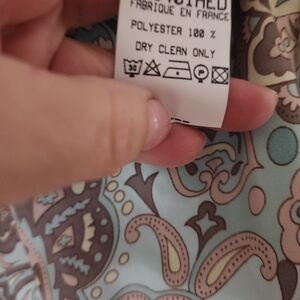 FABRIQUE EN FRANCE
POLYESTER 100 %
DRY CLEAN ONLY